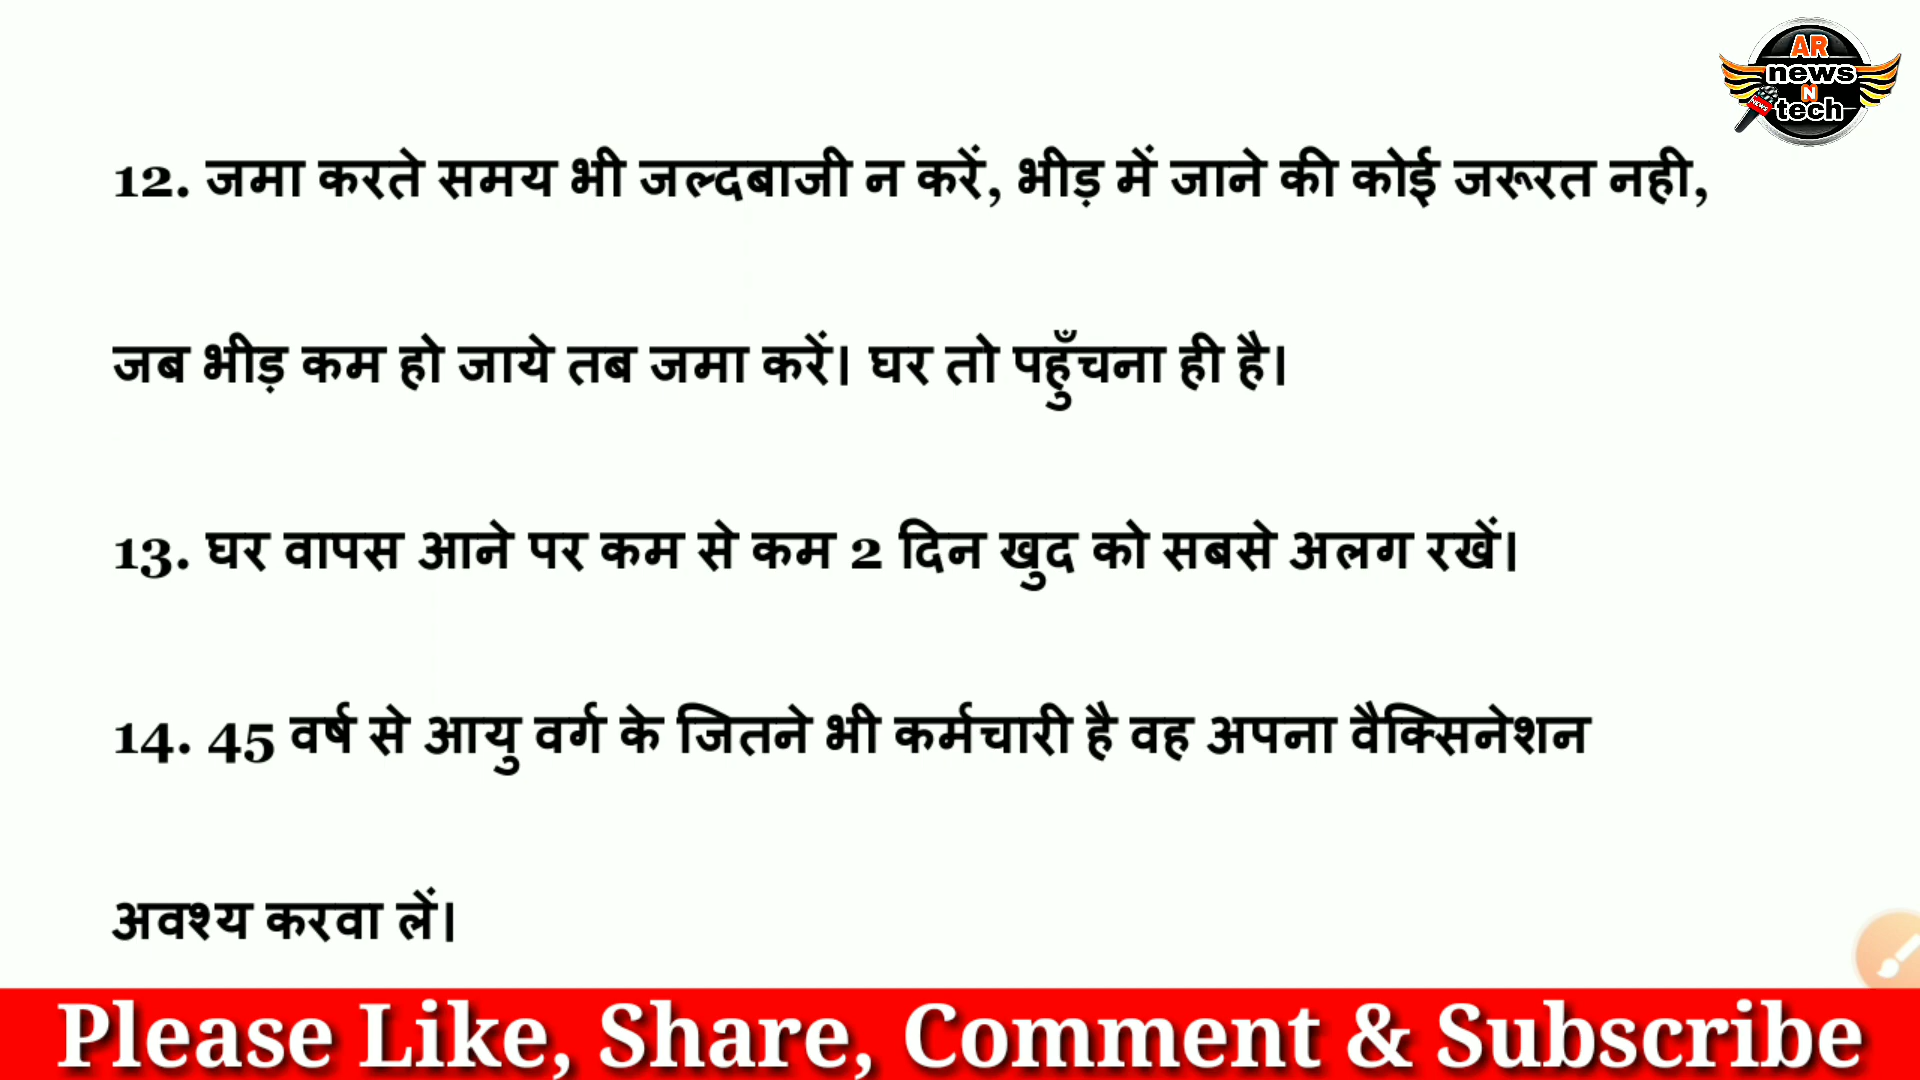 AR
news
N
tech
NEWS
12. जमा करते समय भी जल्दबाजी न करें, भीड़ में जाने की कोई जरूरत नही,
जब भीड़ कम हो जाये तब जमा करें। घर तो पहुँचना ही है।
13. घर वापस आने पर कम से कम 2 दिन खुद को सबसे अलग रखें।
14. 45 वर्ष से आयु वर्ग के जितने भी कर्मचारी है वह अपना वैक्सिनेशन
अवश्य करवा लें।
Please Like, Share, Comment & Subscribe